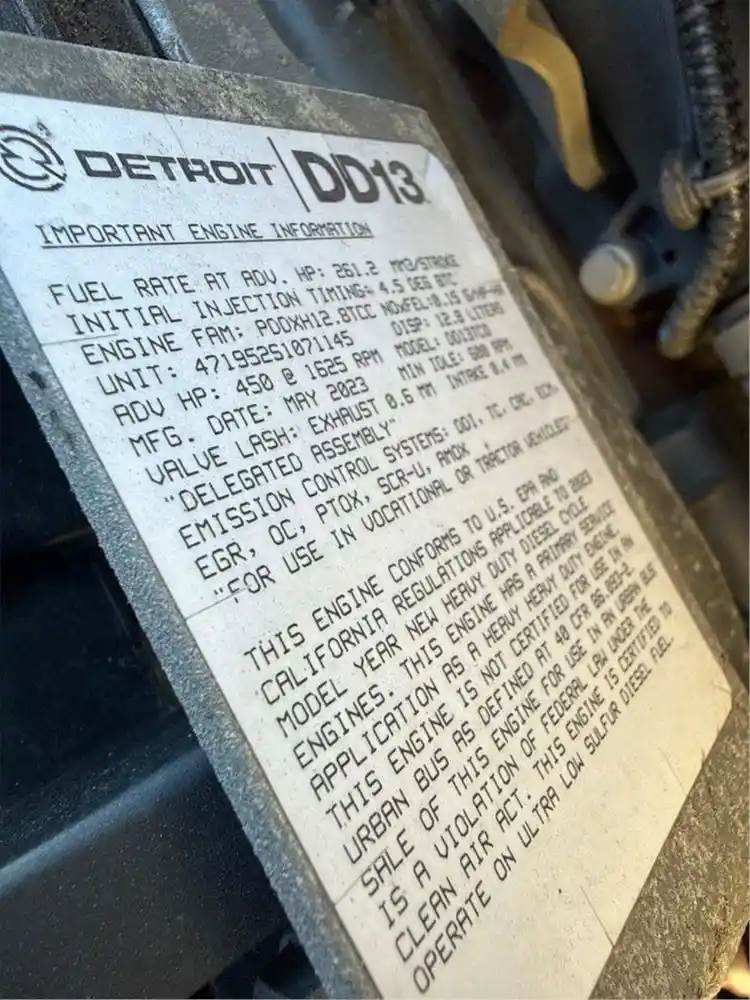 DETROIT DD13
IMPORTANT ENGINE INFORMATION
FUEL RATE AT ADV. HP: 261.2 MM3/STROKE
INITIAL INJECTION TIMING: 4.5 DEG BTC
ENGINE FAM: PDDXH12.8TCC NOXFEL:0.15 G/HP-HR
UNIT: 471952S1071145 DISP: 12.8 LITERS
ADV HP: 450 @ 1625 RPM MODEL: DD13TCD
MFG. DATE: MAY 2023 MIN IDLE: 600 RPM
VALVE LASH: EXHAUST 0.6 MM INTAKE 0.4 MM
"DELEGATED ASSEMBLY"
EMISSION CONTROL SYSTEMS: DDI, TC, CAC, ECM,
EGR, OC, PTOX, SCR-U, AMOX
"FOR USE IN VOCATIONAL OR TRACTOR VEHICLES"
THIS ENGINE CONFORMS TO U.S. EPA AND
CALIFORNIA REGULATIONS APPLICABLE TO 2023
MODEL YEAR NEW HEAVY DUTY DIESEL CYCLE
ENGINES. THIS ENGINE HAS A PRIMARY SERVICE
APPLICATION AS A HEAVY HEAVY DUTY ENGINE.
THIS ENGINE IS NOT CERTIFIED FOR USE IN AN
URBAN BUS AS DEFINED AT 40 CFR 86.093-2.
SALE OF THIS ENGINE FOR USE IN AN URBAN BUS
IS A VIOLATION OF FEDERAL LAW UNDER THE
CLEAN AIR ACT. THIS ENGINE IS CERTIFIED TO
OPERATE ON ULTRA LOW SULFUR DIESEL FUEL.